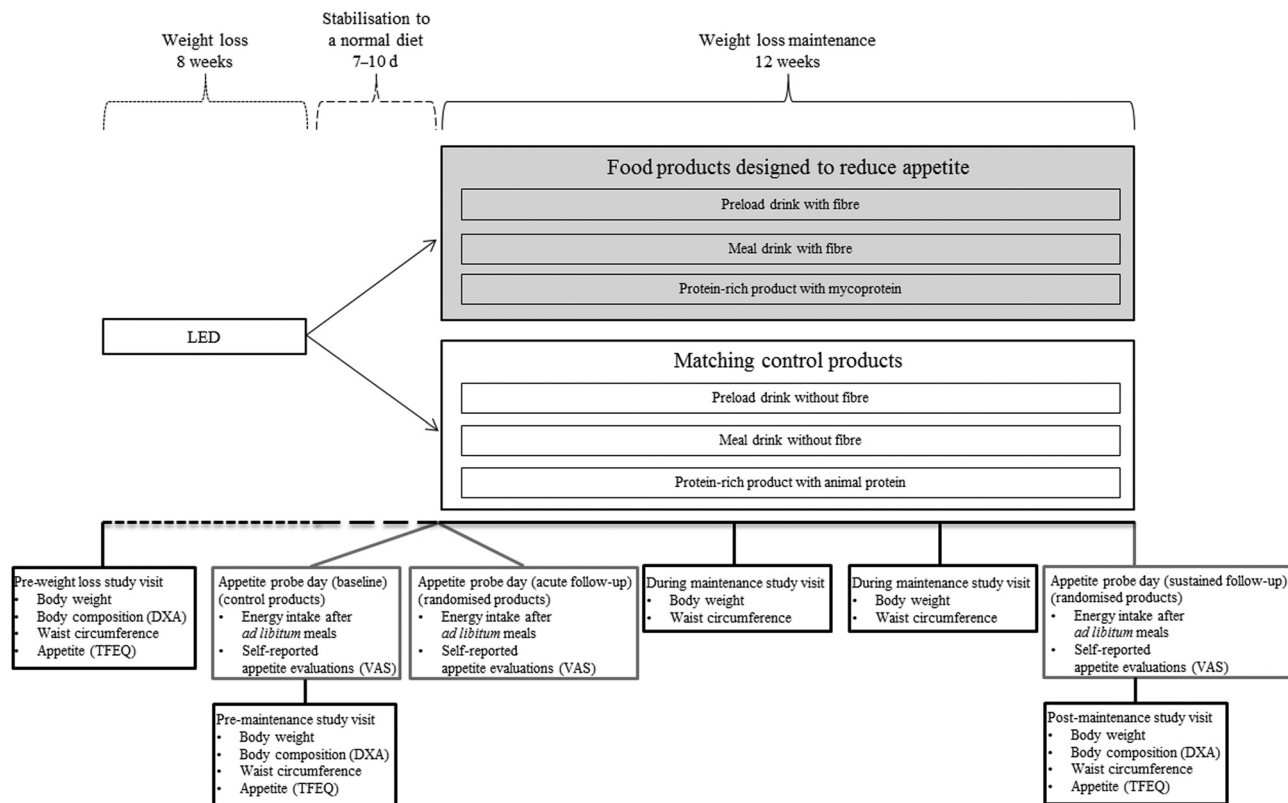 Weight loss
8 weeks
Stabilisation to
a normal diet
7–10 d
Weight loss maintenance
12 weeks
Food products designed to reduce appetite
Preload drink with fibre
Meal drink with fibre
Protein-rich product with mycoprotein
LED
Matching control products
Preload drink without fibre
Meal drink without fibre
Protein-rich product with animal protein
Pre-weight loss study visit
• Body weight
• Body composition (DXA)
• Waist circumference
• Appetite (TFEQ)
Appetite probe day (baseline)
(control products)
• Energy intake after
ad libitum meals
• Self-reported
appetite evaluations (VAS)
Appetite probe day (acute follow-up)
(randomised products)
• Energy intake after
ad libitum meals
• Self-reported
appetite evaluations (VAS)
During maintenance study visit
• Body weight
• Waist circumference
During maintenance study visit
• Body weight
• Waist circumference
Appetite probe day (sustained follow-up)
(randomised products)
• Energy intake after
ad libitum meals
• Self-reported
appetite evaluations (VAS)
Pre-maintenance study visit
• Body weight
• Body composition (DXA)
• Waist circumference
• Appetite (TFEQ)
Post-maintenance study visit
• Body weight
• Body composition (DXA)
• Waist circumference
• Appetite (TFEQ)